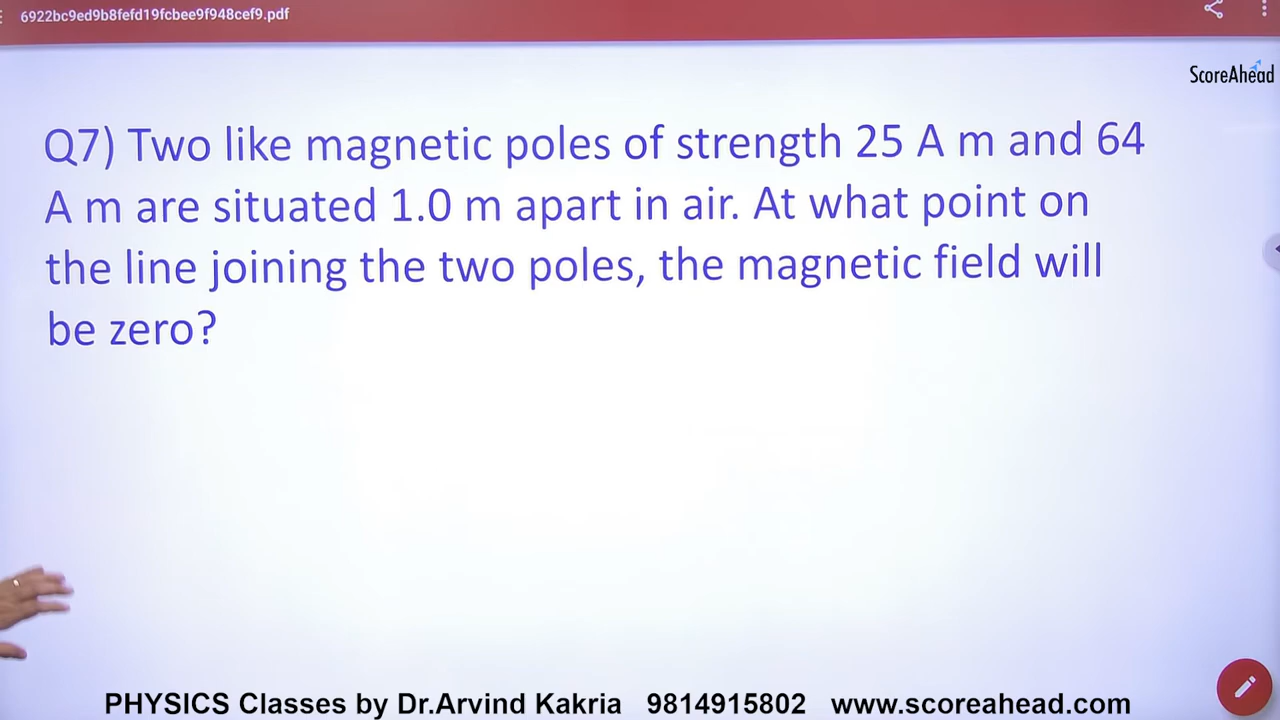 6922bc9ed9b8fefd19fcbee9f948cef9.pdf
ScoreAhead
Q7) Two like magnetic poles of strength 25 A m and 64
A m are situated 1.0 m apart in air. At what point on
the line joining the two poles, the magnetic field will
be zero?
PHYSICS Classes by Dr.Arvind Kakria 9814915802 www.scoreahead.com